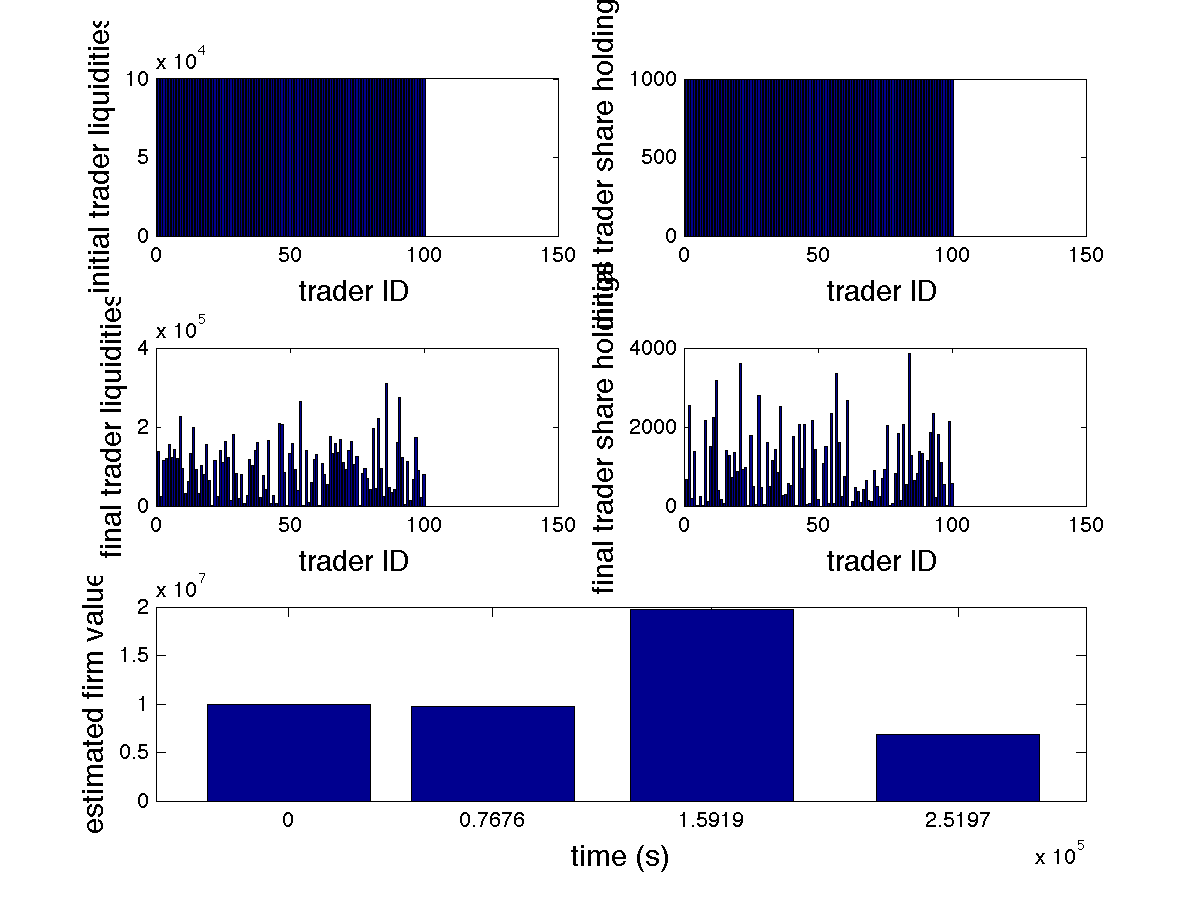 initial trader liquidities
x 10^4
10
5
0
0 50 100 150
trader ID
trader share holding
1000
500
0
0 50 100 150
trader ID
final trader liquidities
x 10^5
4
2
0
0 50 100 150
trader ID
final trader share holdings
4000
2000
0
0 50 100 150
trader ID
estimated firm value
x 10^7
2
1.5
1
0.5
0
0 0.7676 1.5919 2.5197
time (s)
x 10^5